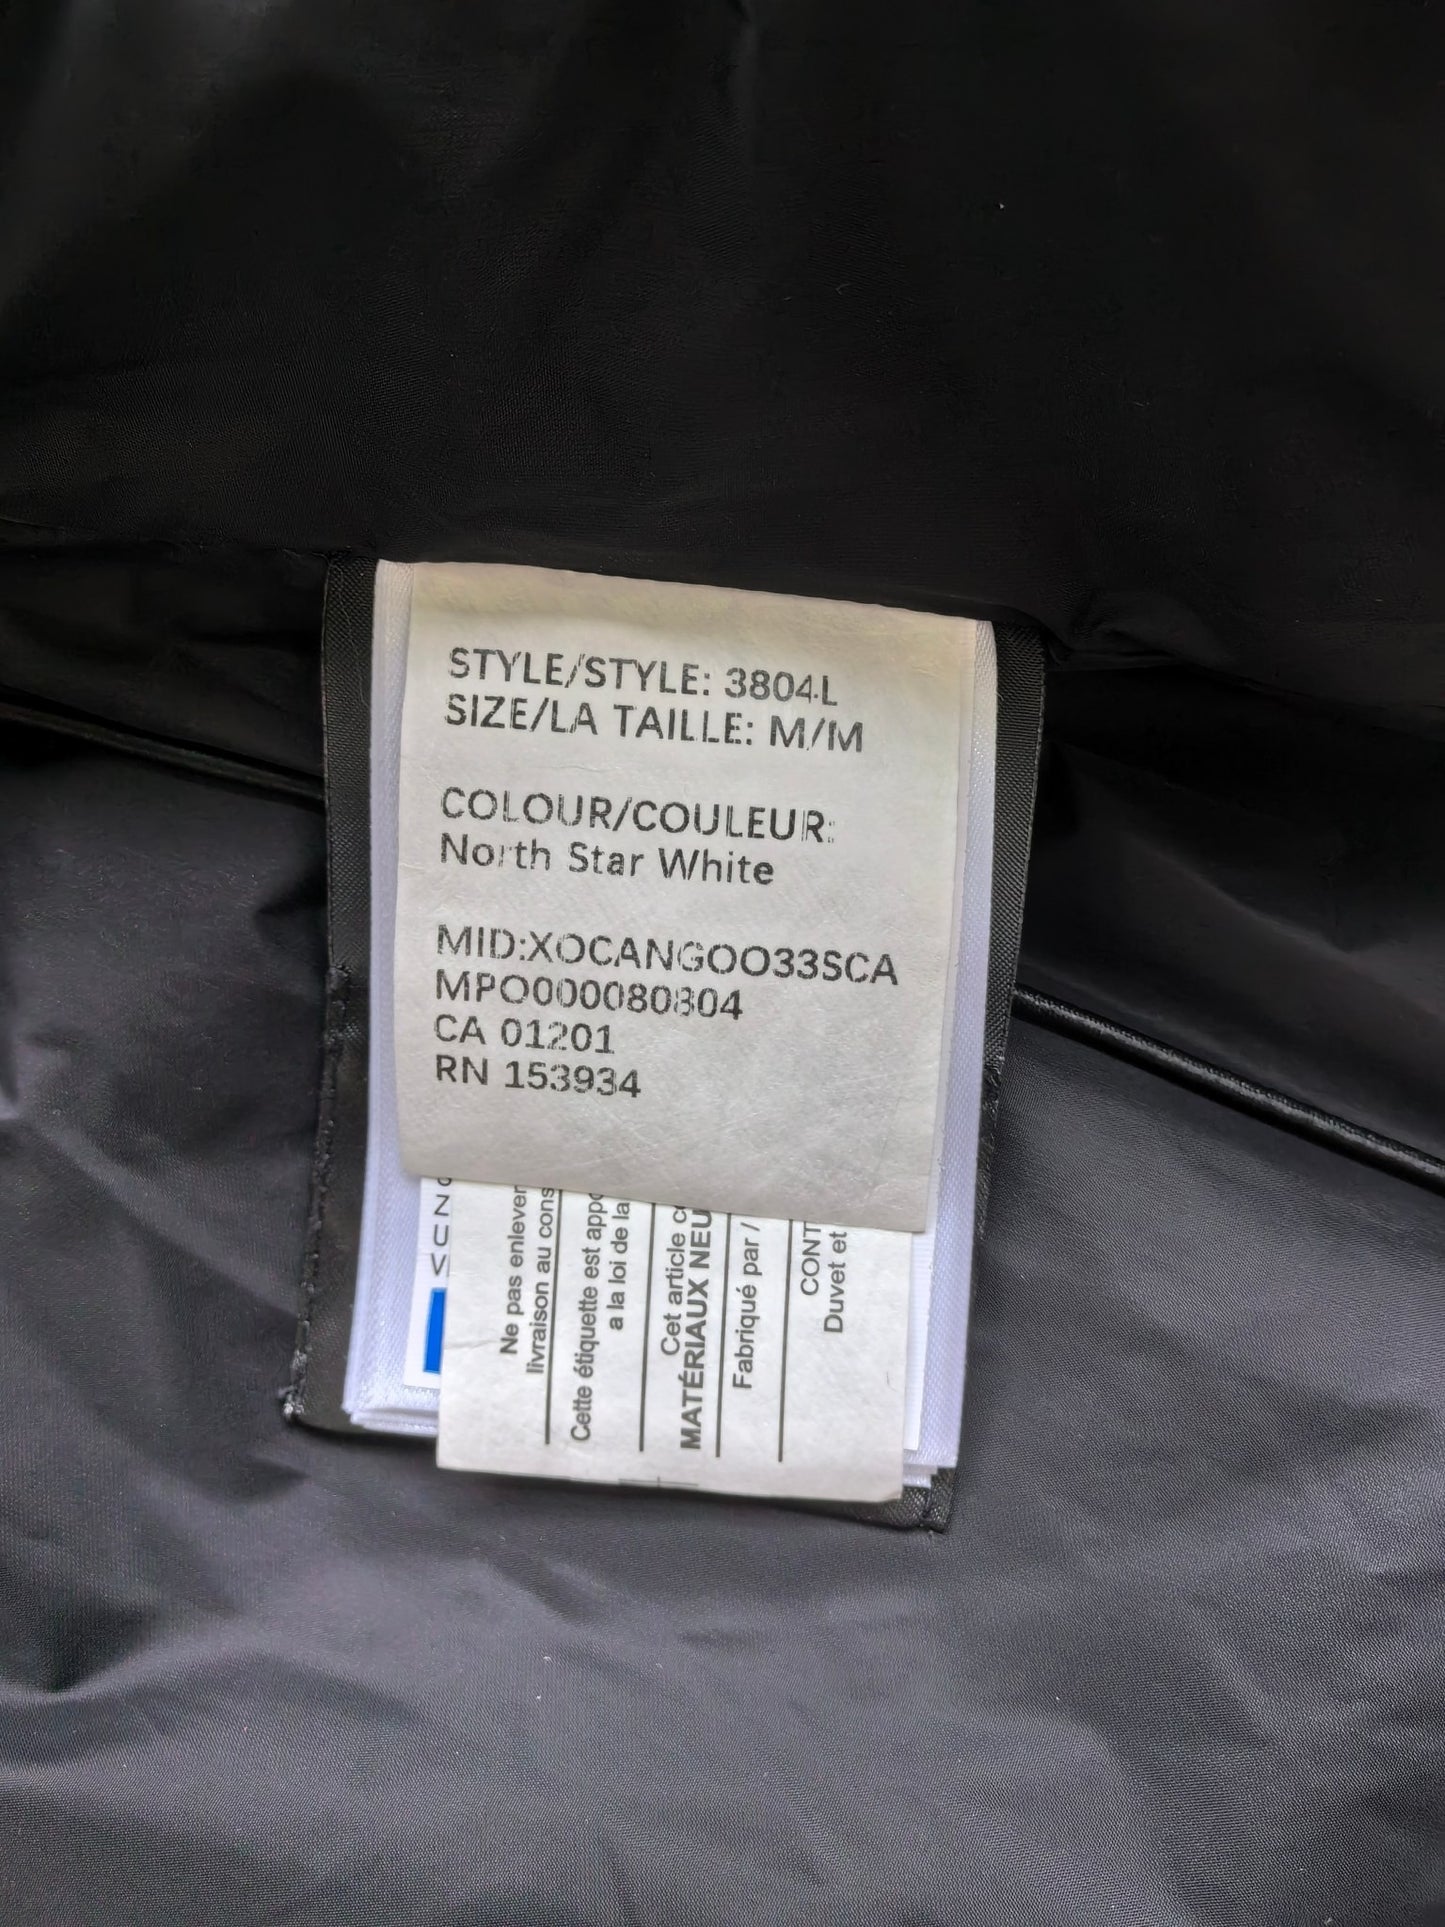 STYLE/STYLE: 3804L
SIZE/LA TAILLE: M/M
COLOUR/COULEUR:
North Star White
MID:XOCANGOO33SCA
MPO000080804
CA 01201
RN 153934
Ne pas enlever
livraison au cons
Cette étiquette est appo
a la loi de la
Cet article c
MATÉRIAUX NEU
Fabriqué par /
CONT
Duvet et